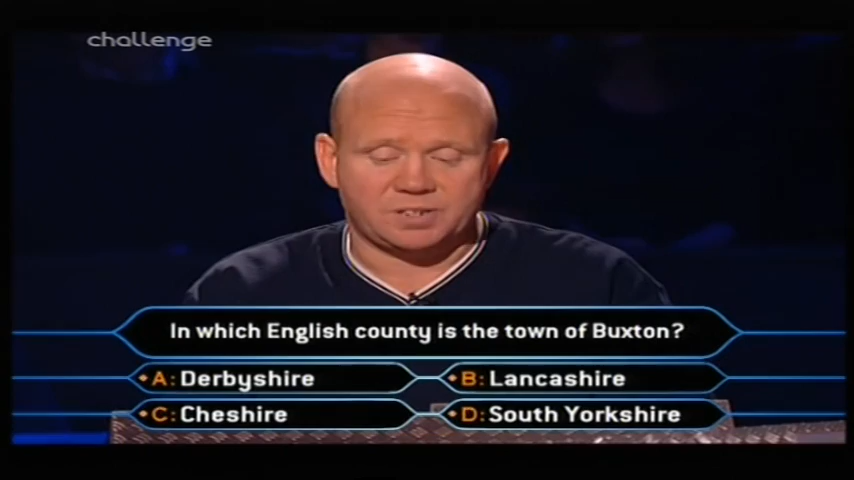 challenge
In which English county is the town of Buxton?
A: Derbyshire
B: Lancashire
C: Cheshire
D: South Yorkshire